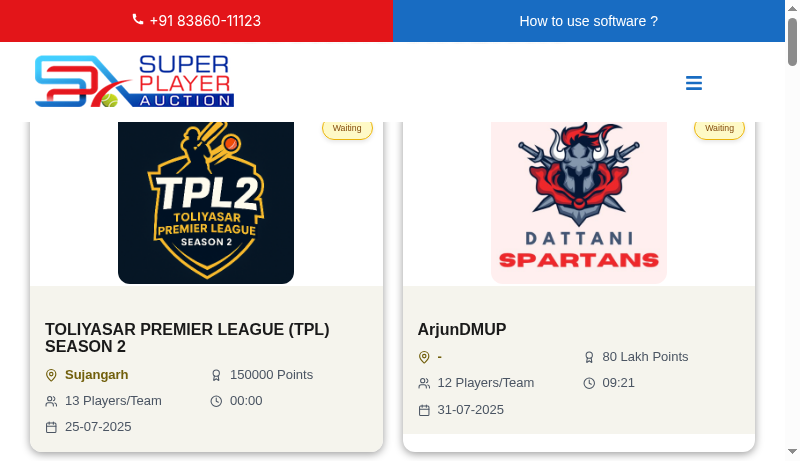 +91 83860-11123
How to use software ?
SUPER
PLAYER
AUCTION
Waiting
TPL2
TOLIYASAR
PREMIER LEAGUE
SEASON 2
TOLIYASAR PREMIER LEAGUE (TPL)
SEASON 2
Sujangarh
150000 Points
13 Players/Team
00:00
25-07-2025
Waiting
DATTANI
SPARTANS
ArjunDMUP
-
80 Lakh Points
12 Players/Team
09:21
31-07-2025